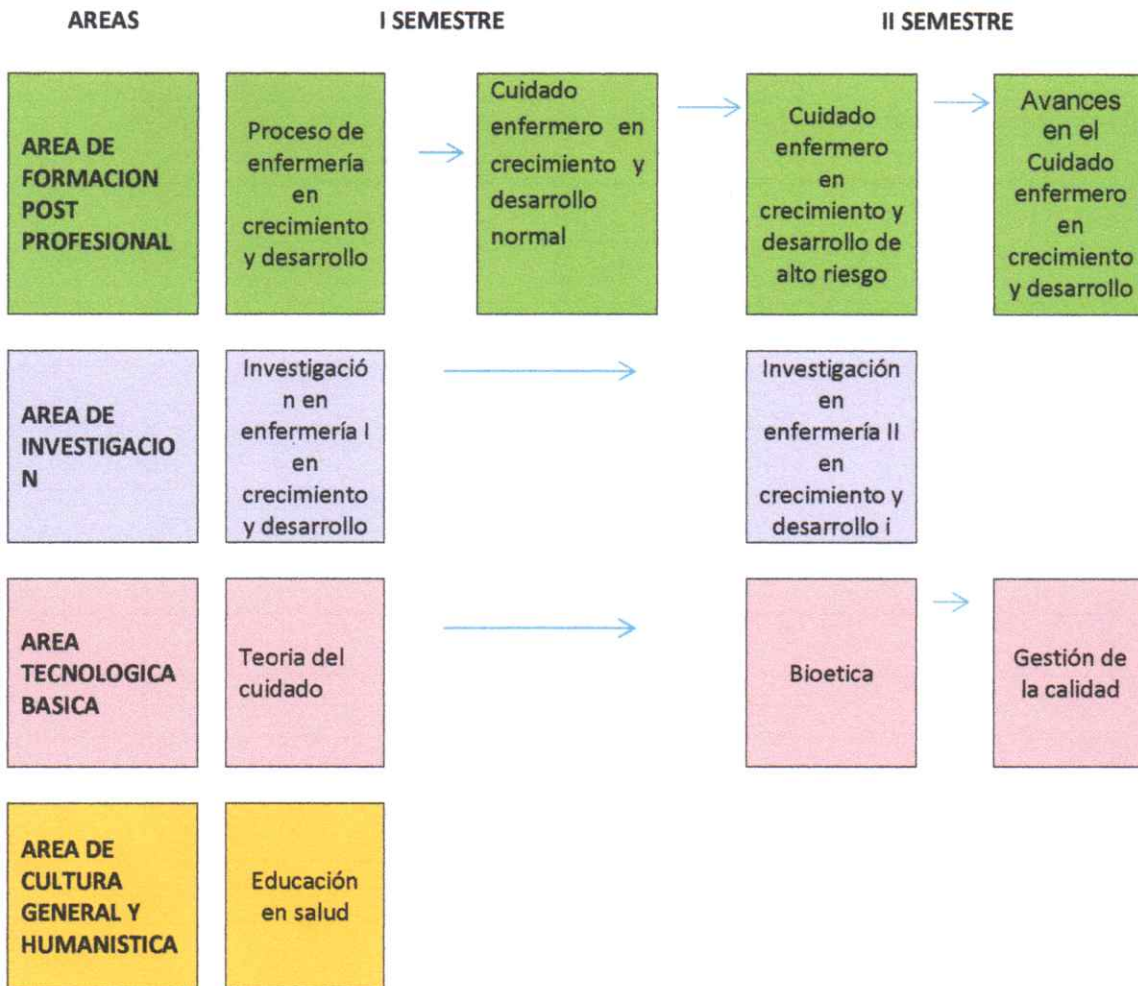 AREAS
I SEMESTRE
II SEMESTRE
AREA DE
FORMACION
POST
PROFESIONAL
Proceso de
enfermería
en
crecimiento
y desarrollo
Cuidado
enfermero en
crecimiento y
desarrollo
normal
Cuidado
enfermero
en
crecimiento y
desarrollo de
alto riesgo
Avances
en el
Cuidado
enfermero
en
crecimiento
y desarrollo
AREA DE
INVESTIGACIO
N
Investigació
n en
enfermería I
en
crecimiento
y desarrollo
Investigación
en
enfermería II
en
crecimiento y
desarrollo i
AREA
TECNOLOGICA
BASICA
Teoria del
cuidado
Bioetica
Gestión de
la calidad
AREA DE
CULTURA
GENERAL Y
HUMANISTICA
Educación
en salud